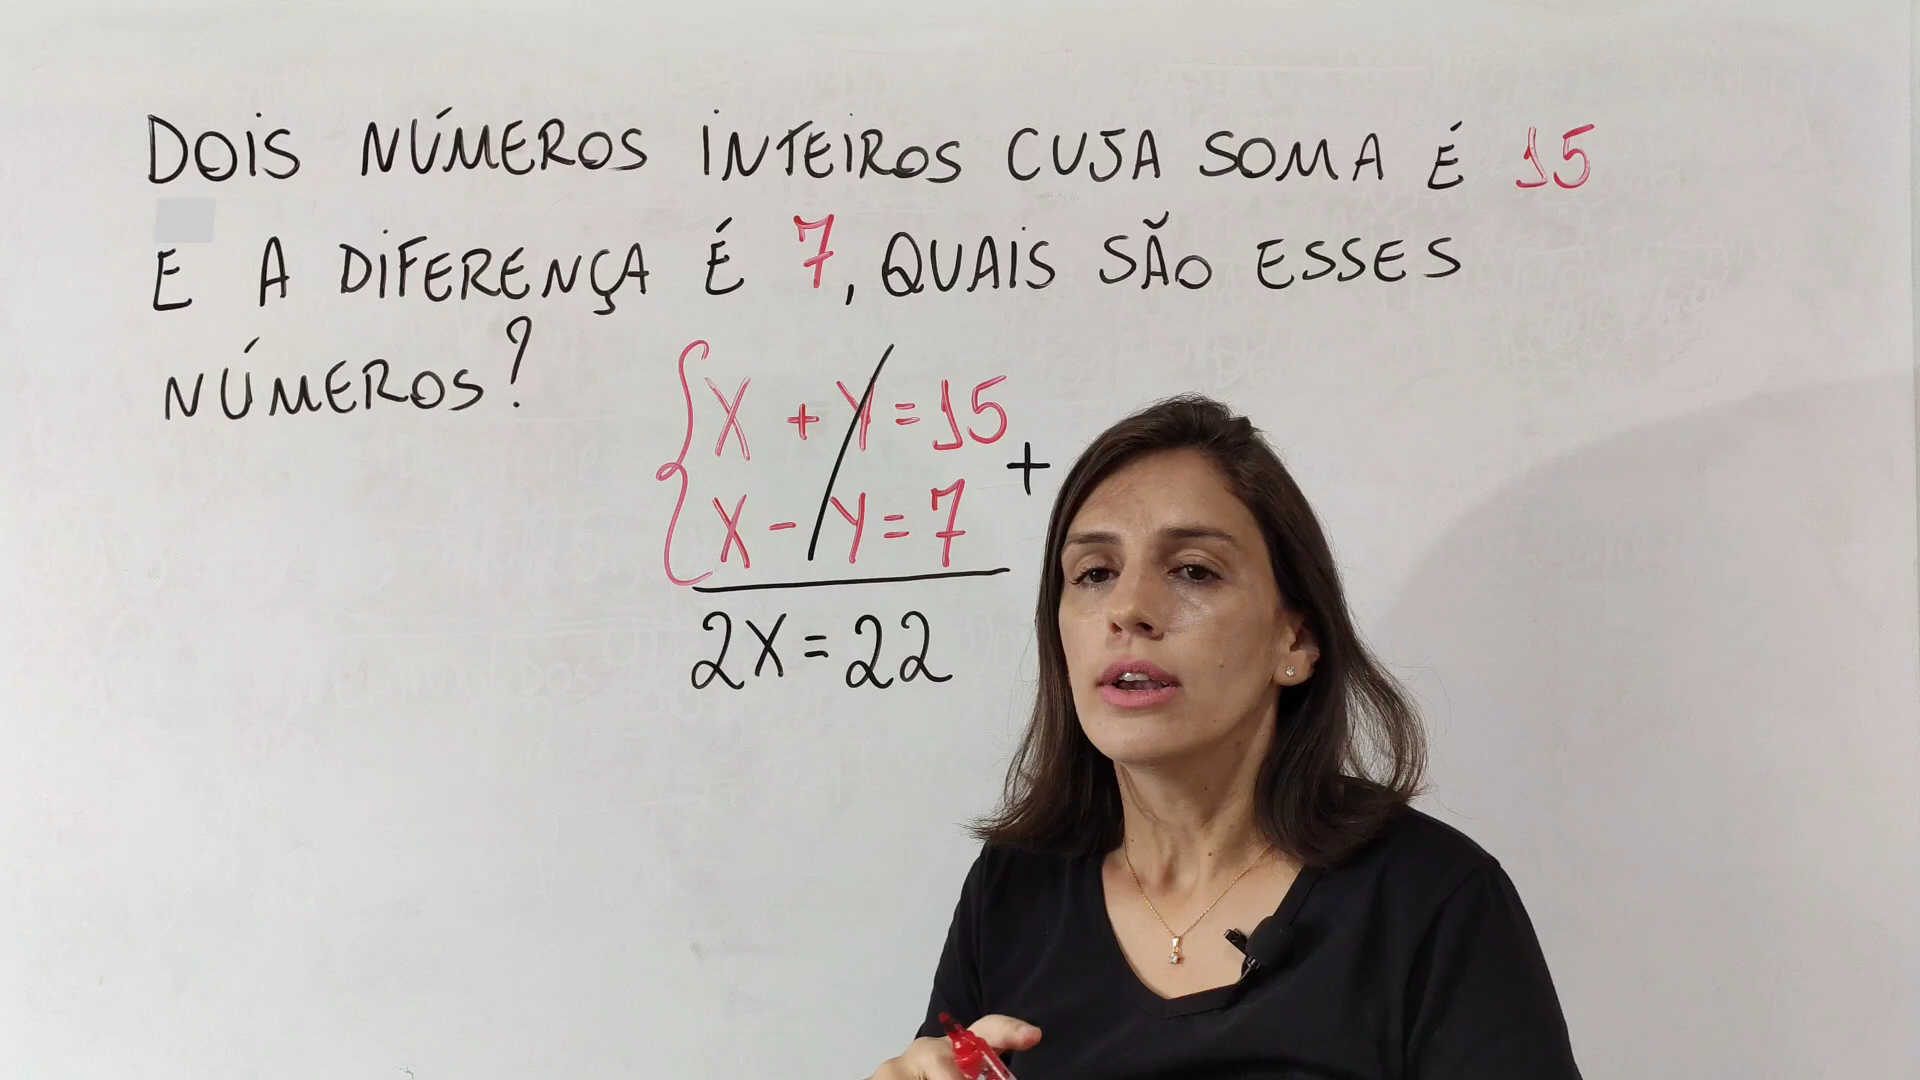 DOIS NÚMEROS INTEIROS CUJA SOMA É 15
E A DIFERENÇA É 7, QUAIS SÃO ESSES
NÚMEROS?
X + Y = 15
+
X - Y = 7
2X = 22